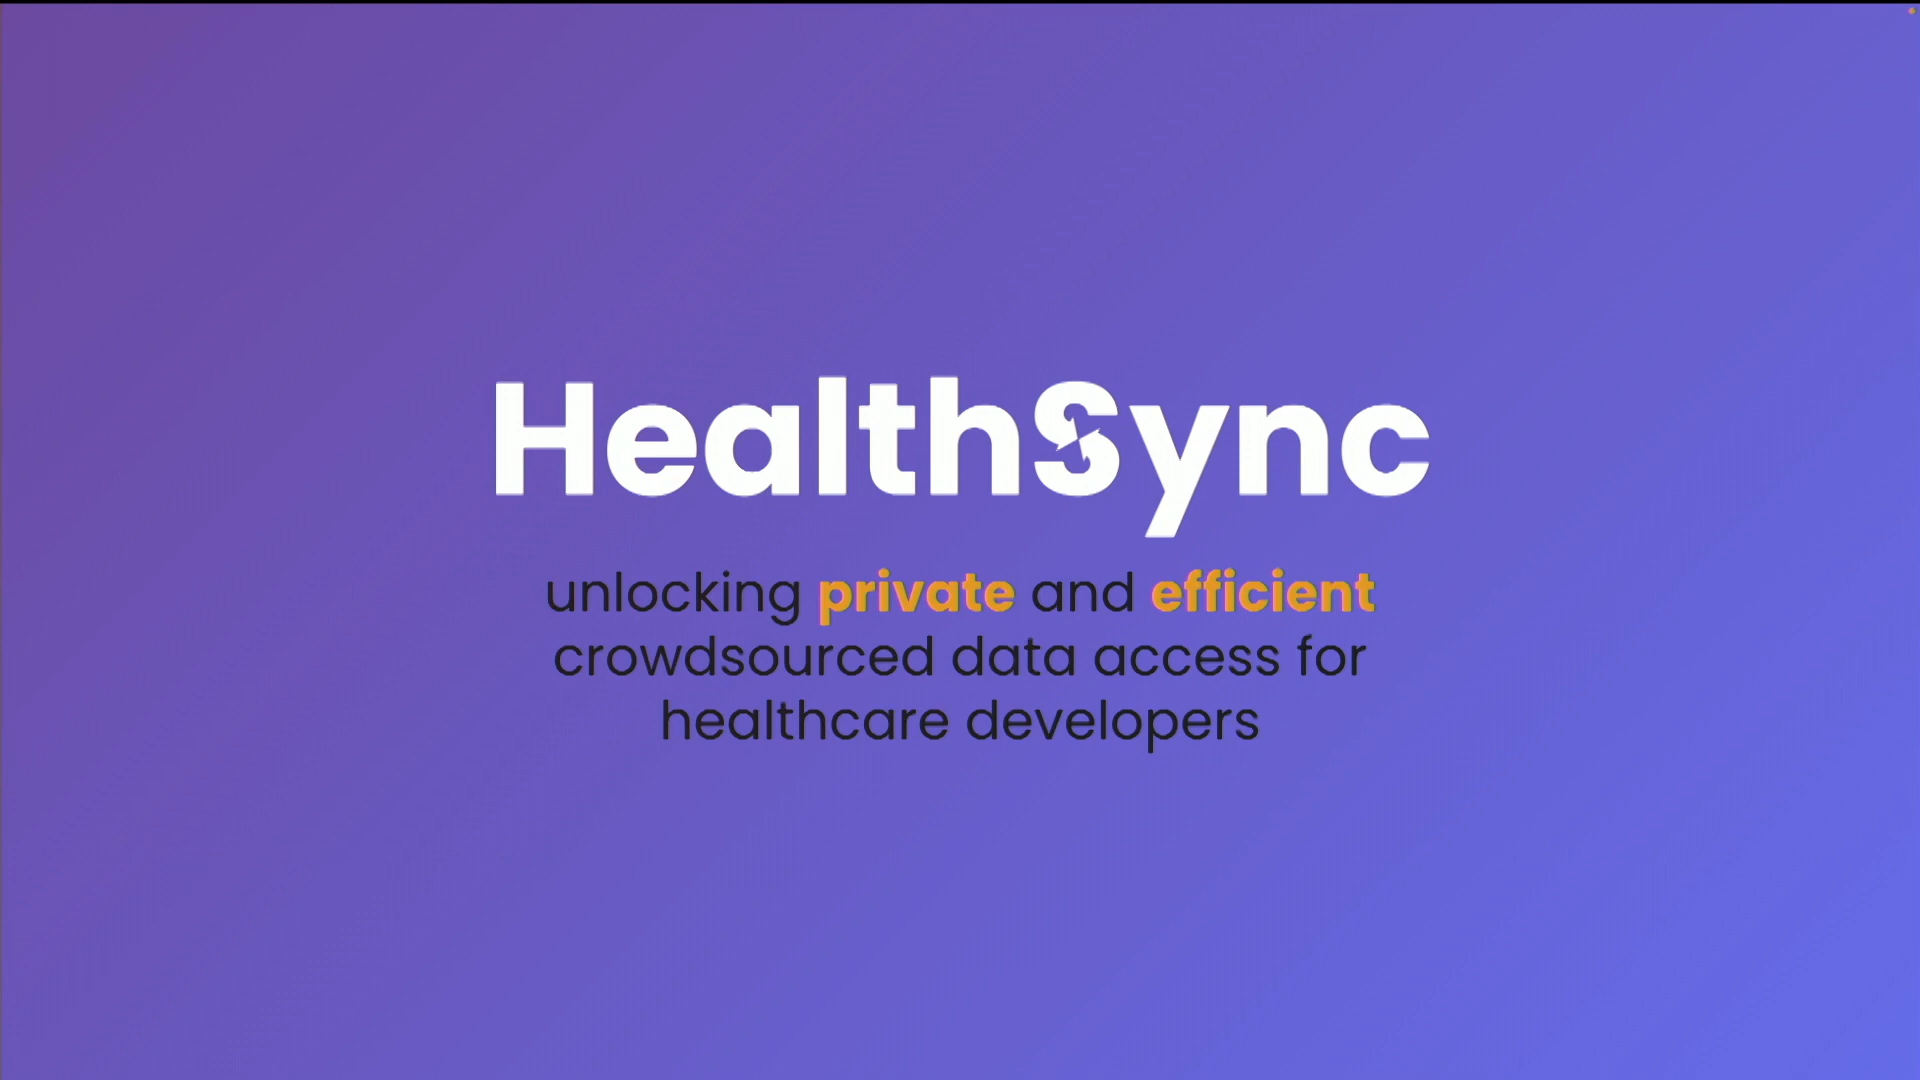 HealthSync
unlocking private and efficient
crowdsourced data access for
healthcare developers